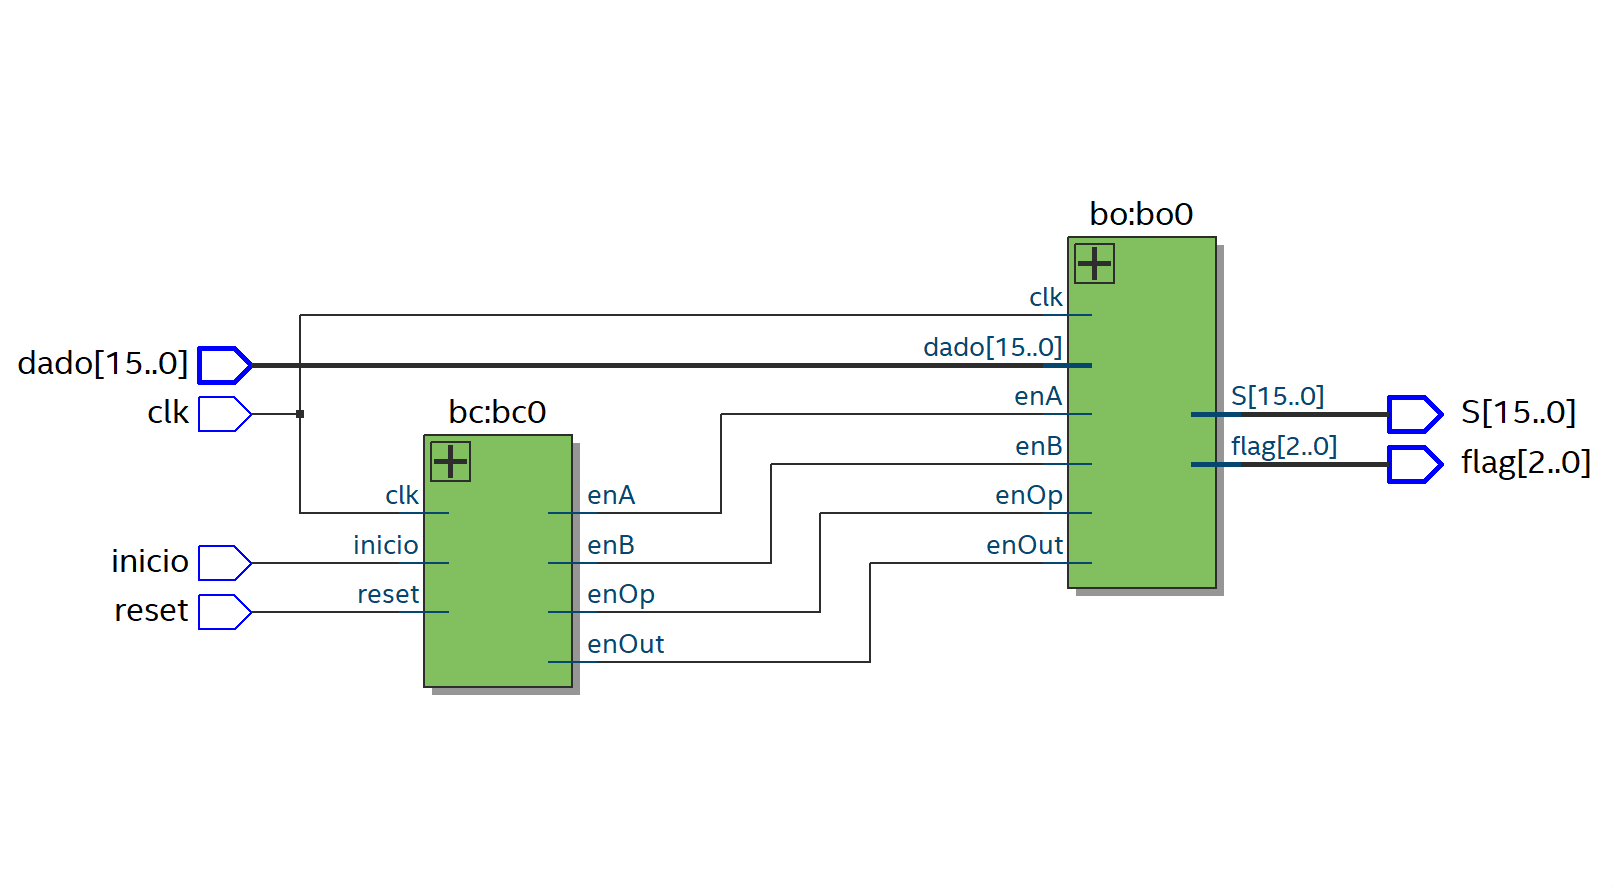 bo:bo0
clk
dado[15..0]
dado[15..0]
enA
S[15..0]
S[15..0]
clk
bc:bc0
enB
flag[2..0]
flag[2..0]
clk
enA
enOp
inicio
inicio
enB
enOut
reset
reset
enOp
enOut